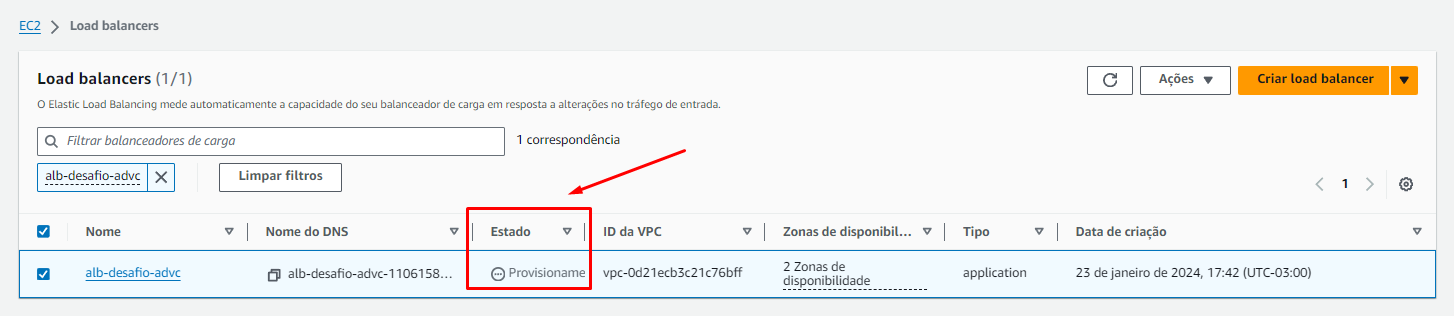 EC2 > Load balancers
Load balancers (1/1)
Ações
Criar load balancer
O Elastic Load Balancing mede automaticamente a capacidade do seu balanceador de carga em resposta a alterações no tráfego de entrada.
Filtrar balanceadores de carga
1 correspondência
alb-desafio-advc
Limpar filtros
1
Nome Nome do DNS Estado ID da VPC Zonas de disponibil... Tipo Data de criação
alb-desafio-advc alb-desafio-advc-1106158... Provisioname vpc-0d21ecb3c21c76bff 2 Zonas de application 23 de janeiro de 2024, 17:42 (UTC-03:00)
disponibilidade